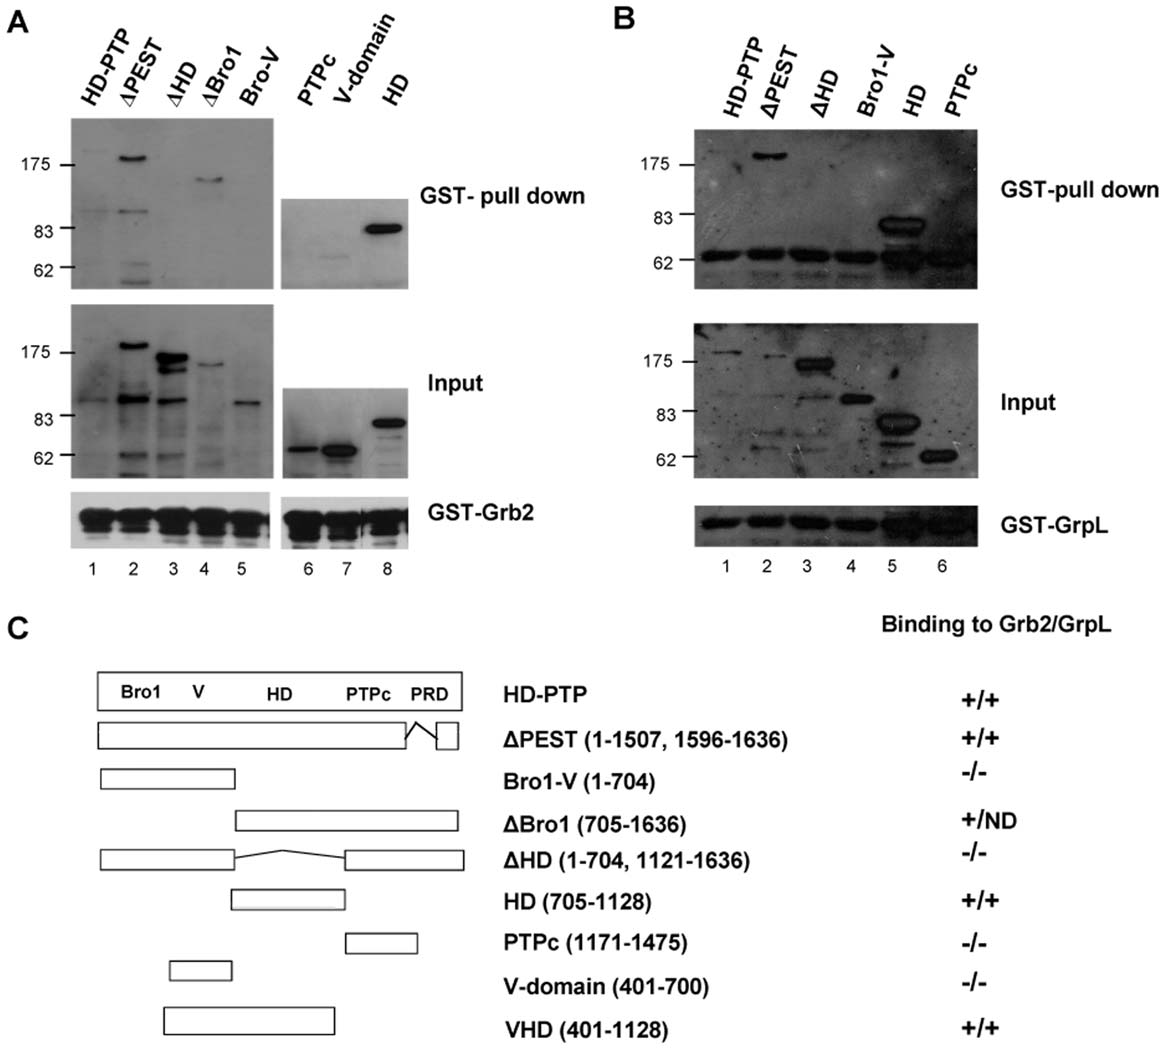 A
HD-PTP ΔPEST ΔHD ΔBro1 Bro-V PTPc V-domain HD
175
83
62
GST- pull down
175
83
62
Input
GST-Grb2
1 2 3 4 5 6 7 8
B
HD-PTP ΔPEST ΔHD Bro1-V HD PTPc
175
83
62
GST-pull down
175
83
62
Input
GST-GrpL
1 2 3 4 5 6
C
Binding to Grb2/GrpL
Bro1 V HD PTPc PRD HD-PTP +/+
ΔPEST (1-1507, 1596-1636) +/+
Bro1-V (1-704) -/-
ΔBro1 (705-1636) +/ND
ΔHD (1-704, 1121-1636) -/-
HD (705-1128) +/+
PTPc (1171-1475) -/-
V-domain (401-700) -/-
VHD (401-1128) +/+